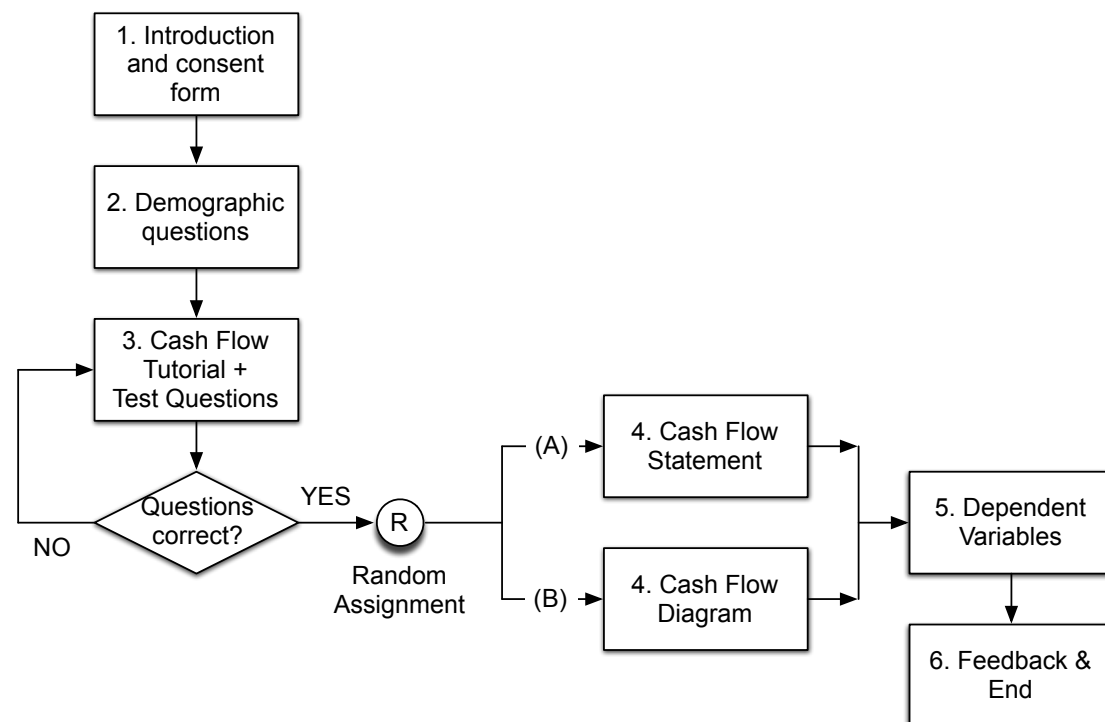 1. Introduction
and consent
form
2. Demographic
questions
3. Cash Flow
Tutorial +
Test Questions
Questions
correct?
NO
YES
R
Random
Assignment
(A)
4. Cash Flow
Statement
(B)
4. Cash Flow
Diagram
5. Dependent
Variables
6. Feedback &
End